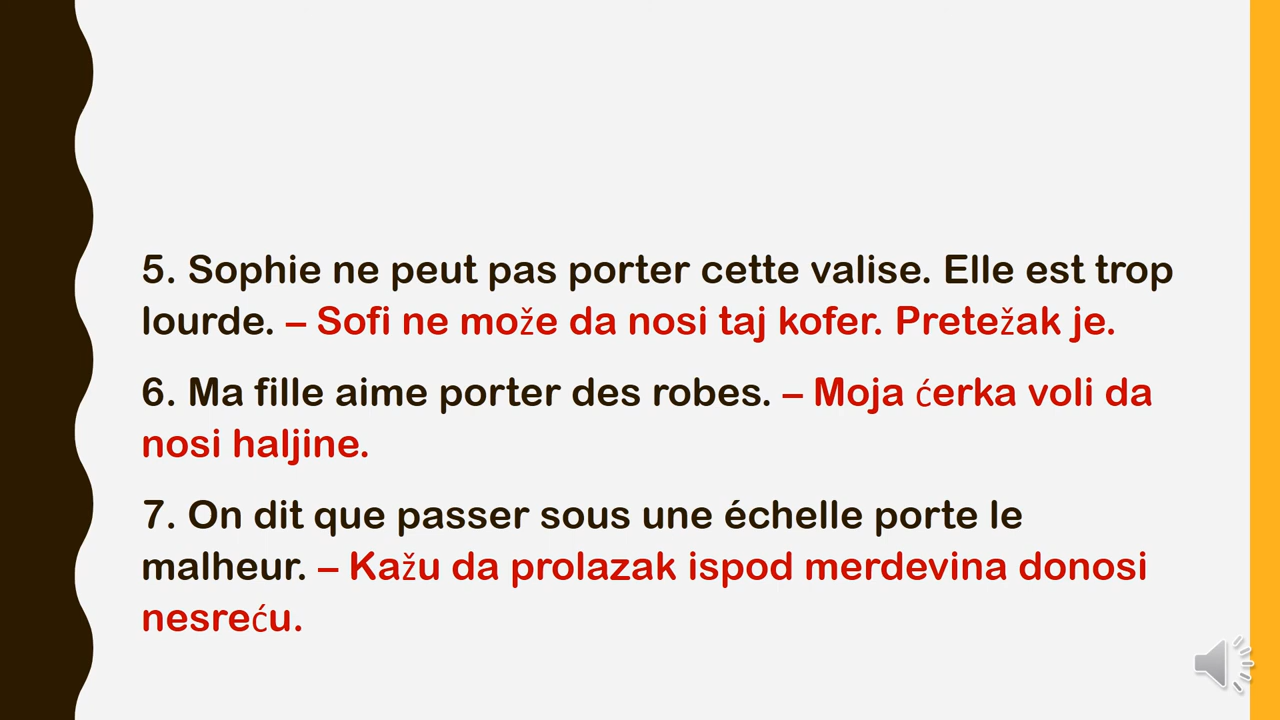 5. Sophie ne peut pas porter cette valise. Elle est trop
lourde. – Sofi ne može da nosi taj kofer. Pretežak je.
6. Ma fille aime porter des robes. – Moja ćerka voli da
nosi haljine.
7. On dit que passer sous une échelle porte le
malheur. – Kažu da prolazak ispod merdevina donosi
nesreću.